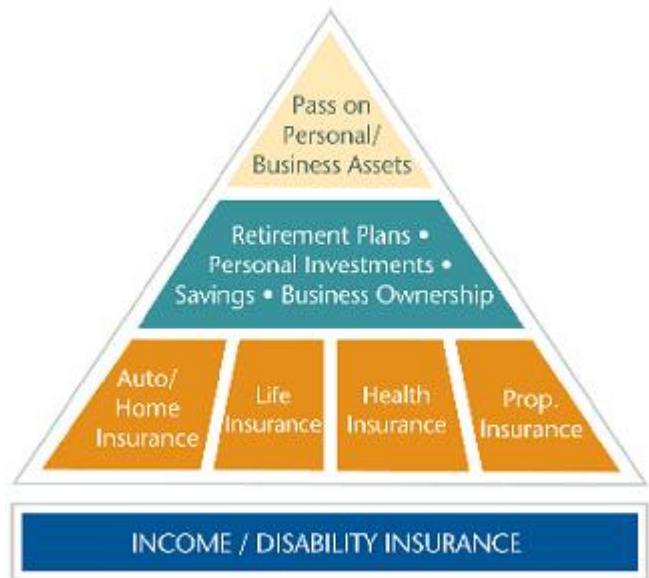 Pass on
Personal/
Business Assets
Retirement Plans •
Personal Investments •
Savings • Business Ownership
Auto/
Home
Insurance
Life
Insurance
Health
Insurance
Prop.
Insurance
INCOME / DISABILITY INSURANCE